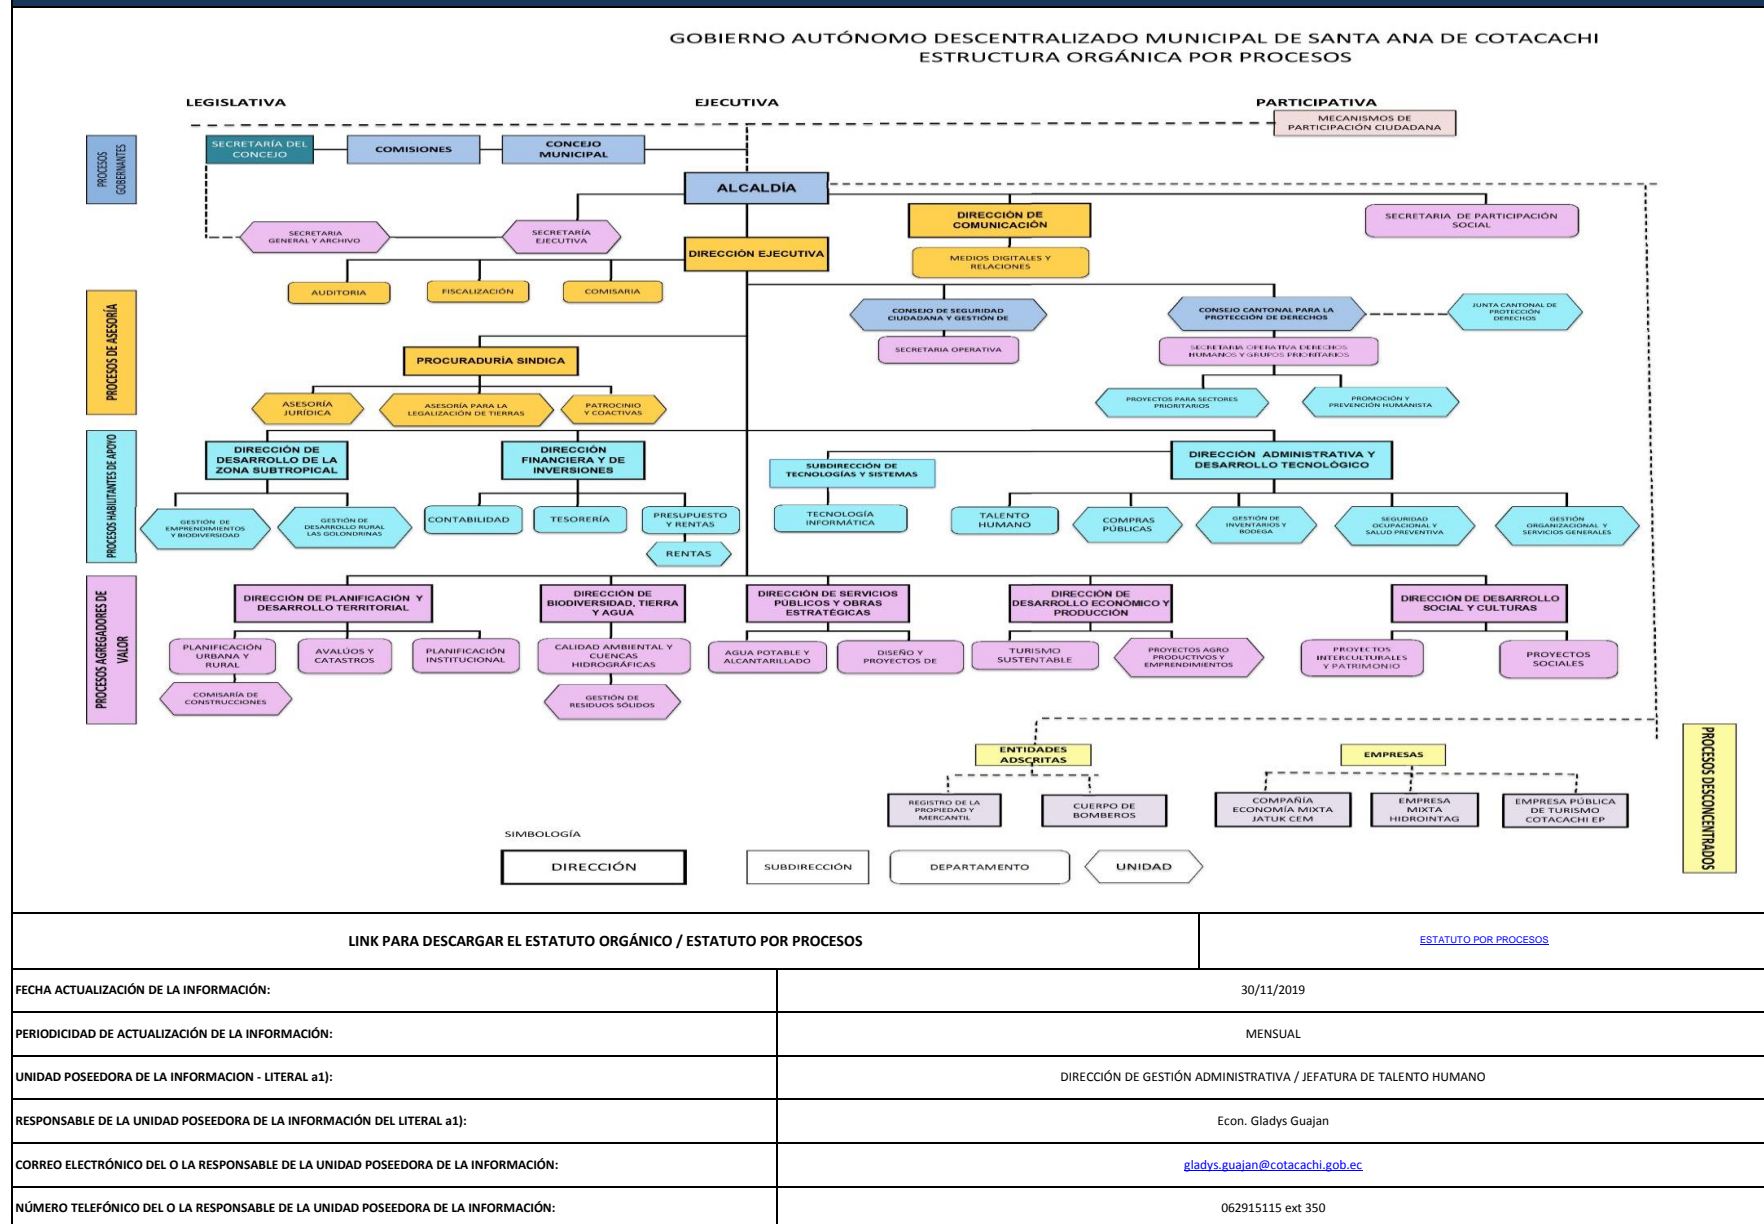 GOBIERNO AUTÓNOMO DESCENTRALIZADO MUNICIPAL DE SANTA ANA DE COTACACHI
ESTRUCTURA ORGÁNICA POR PROCESOS
LEGISLATIVA
EJECUTIVA
PARTICIPATIVA
MECANISMOS DE
PARTICIPACIÓN CIUDADANA
PROCESOS
GOBERNANTES
SECRETARÍA DEL
CONCEJO
COMISIONES
CONCEJO
MUNICIPAL
ALCALDÍA
SECRETARIA
GENERAL Y ARCHIVO
SECRETARÍA
EJECUTIVA
DIRECCIÓN DE
COMUNICACIÓN
SECRETARIA DE PARTICIPACIÓN
SOCIAL
DIRECCIÓN EJECUTIVA
MEDIOS DIGITALES Y
RELACIONES
AUDITORIA
FISCALIZACIÓN
COMISARIA
PROCESOS DE ASESORÍA
CONSEJO DE SEGURIDAD
CIUDADANA Y GESTIÓN DE
CONSEJO CANTONAL PARA LA
PROTECCIÓN DE DERECHOS
JUNTA CANTONAL DE
PROTECCIÓN
DERECHOS
SECRETARIA OPERATIVA
SECRETARIA OPERATIVA DERECHOS
HUMANOS Y GRUPOS PRIORITARIOS
PROCURADURÍA SINDICA
ASESORÍA
JURÍDICA
ASESORÍA PARA LA
LEGALIZACIÓN DE TIERRAS
PATROCINIO
Y COACTIVAS
PROYECTOS PARA SECTORES
PRIORITARIOS
PROMOCIÓN Y
PREVENCIÓN HUMANISTA
PROCESOS HABILITANTES DE APOYO
DIRECCIÓN DE
DESARROLLO DE LA
ZONA SUBTROPICAL
DIRECCIÓN
FINANCIERA Y DE
INVERSIONES
SUBDIRECCIÓN DE
TECNOLOGÍAS Y SISTEMAS
DIRECCIÓN ADMINISTRATIVA Y
DESARROLLO TECNOLÓGICO
GESTIÓN DE
EMPRENDIMIENTOS
Y BIODIVERSIDAD
GESTIÓN DE
DESARROLLO RURAL
LAS GOLONDRINAS
CONTABILIDAD
TESORERÍA
PRESUPUESTO
Y RENTAS
RENTAS
TECNOLOGÍA
INFORMÁTICA
TALENTO
HUMANO
COMPRAS
PÚBLICAS
GESTIÓN DE
INVENTARIOS Y
BODEGA
SEGURIDAD
OCUPACIONAL Y
SALUD PREVENTIVA
GESTIÓN
ORGANIZACIONAL Y
SERVICIOS GENERALES
PROCESOS AGREGADORES DE
VALOR
DIRECCIÓN DE PLANIFICACIÓN Y
DESARROLLO TERRITORIAL
DIRECCIÓN DE
BIODIVERSIDAD, TIERRA
Y AGUA
DIRECCIÓN DE SERVICIOS
PÚBLICOS Y OBRAS
ESTRATÉGICAS
DIRECCIÓN DE
DESARROLLO ECONÓMICO Y
PRODUCCIÓN
DIRECCIÓN DE DESARROLLO
SOCIAL Y CULTURAS
PLANIFICACIÓN
URBANA Y
RURAL
AVALÚOS Y
CATASTROS
PLANIFICACIÓN
INSTITUCIONAL
CALIDAD AMBIENTAL Y
CUENCAS
HIDROGRÁFICAS
AGUA POTABLE Y
ALCANTARILLADO
DISEÑO Y
PROYECTOS DE
TURISMO
SUSTENTABLE
PROYECTOS AGRO
PRODUCTIVOS Y
EMPRENDIMIENTOS
PROYECTOS
INTERCULTURALES
Y PATRIMONIO
PROYECTOS
SOCIALES
COMISARÍA DE
CONSTRUCCIONES
GESTIÓN DE
RESIDUOS SÓLIDOS
PROCESOS DESCONCENTRADOS
ENTIDADES
ADSCRITAS
EMPRESAS
REGISTRO DE LA
PROPIEDAD Y
MERCANTIL
CUERPO DE
BOMBEROS
COMPAÑÍA
ECONOMÍA MIXTA
JATUK CEM
EMPRESA
MIXTA
HIDROINTAG
EMPRESA PÚBLICA
DE TURISMO
COTACACHI EP
SIMBOLOGÍA
DIRECCIÓN
SUBDIRECCIÓN
DEPARTAMENTO
UNIDAD
LINK PARA DESCARGAR EL ESTATUTO ORGÁNICO / ESTATUTO POR PROCESOS
ESTATUTO POR PROCESOS
FECHA ACTUALIZACIÓN DE LA INFORMACIÓN:
30/11/2019
PERIODICIDAD DE ACTUALIZACIÓN DE LA INFORMACIÓN:
MENSUAL
UNIDAD POSEEDORA DE LA INFORMACION - LITERAL a1):
DIRECCIÓN DE GESTIÓN ADMINISTRATIVA / JEFATURA DE TALENTO HUMANO
RESPONSABLE DE LA UNIDAD POSEEDORA DE LA INFORMACIÓN DEL LITERAL a1):
Econ. Gladys Guajan
CORREO ELECTRÓNICO DEL O LA RESPONSABLE DE LA UNIDAD POSEEDORA DE LA INFORMACIÓN:
gladys.guajan@cotacachi.gob.ec
NÚMERO TELEFÓNICO DEL O LA RESPONSABLE DE LA UNIDAD POSEEDORA DE LA INFORMACIÓN:
062915115 ext 350